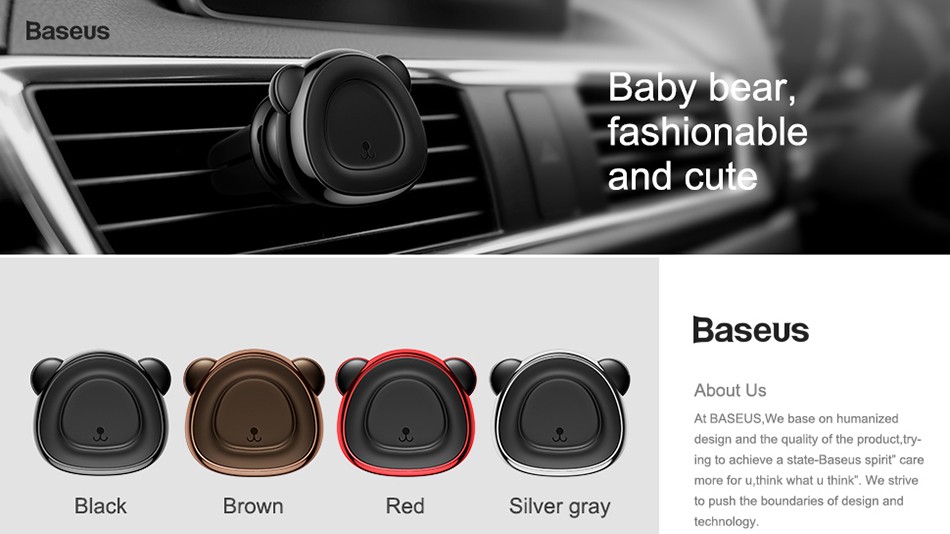 Baseus
Baby bear,
fashionable
and cute
Black
Brown
Red
Silver gray
Baseus
About Us
At BASEUS,We base on humanized
design and the quality of the product,try-
ing to achieve a state-Baseus spirit" care
more for u,think what u think". We strive
to push the boundaries of design and
technology.